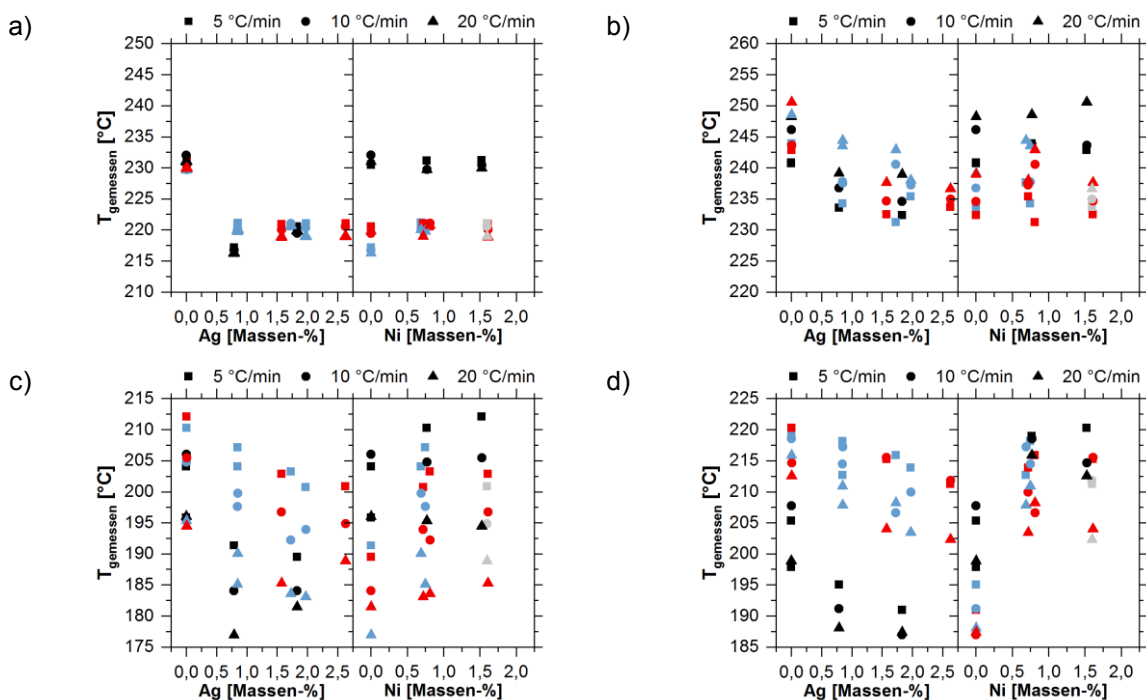 a)
■ 5 °C/min ● 10 °C/min ▲ 20 °C/min
T_gemessen [°C]
240
235
230
225
220
215
210
0,0 0,5 1,0 1,5 2,0 2,5 0,0 0,5 1,0 1,5 2,0
Ag [Massen-%] Ni [Massen-%]
b)
■ 5 °C/min ● 10 °C/min ▲ 20 °C/min
T_gemessen [°C]
260
255
250
245
240
235
230
225
220
0,0 0,5 1,0 1,5 2,0 2,5 0,0 0,5 1,0 1,5 2,0
Ag [Massen-%] Ni [Massen-%]
c)
■ 5 °C/min ● 10 °C/min ▲ 20 °C/min
T_gemessen [°C]
215
210
205
200
195
190
185
180
175
0,0 0,5 1,0 1,5 2,0 2,5 0,0 0,5 1,0 1,5 2,0
Ag [Massen-%] Ni [Massen-%]
d)
■ 5 °C/min ● 10 °C/min ▲ 20 °C/min
T_gemessen [°C]
225
220
215
210
205
200
195
190
185
0,0 0,5 1,0 1,5 2,0 2,5 0,0 0,5 1,0 1,5 2,0
Ag [Massen-%] Ni [Massen-%]